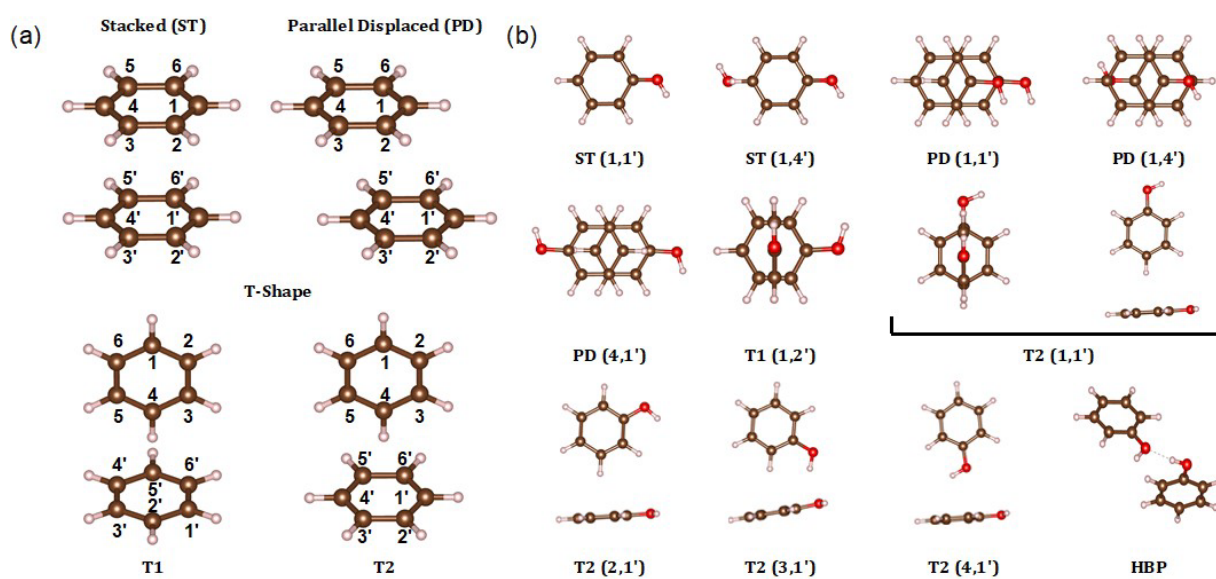 (a)
Stacked (ST)
Parallel Displaced (PD)
5 6
4 1
3 2
5' 6'
4' 1'
3' 2'
5 6
4 1
3 2
5' 6'
4' 1'
3' 2'
T-Shape
6 2
1
4
5 3
4' 6'
5'
2'
3' 1'
T1
6 2
1
4
5 3
5' 6'
4' 1'
3' 2'
T2
(b)
ST (1,1')
ST (1,4')
PD (1,1')
PD (1,4')
PD (4,1')
T1 (1,2')
T2 (1,1')
T2 (2,1')
T2 (3,1')
T2 (4,1')
HBP